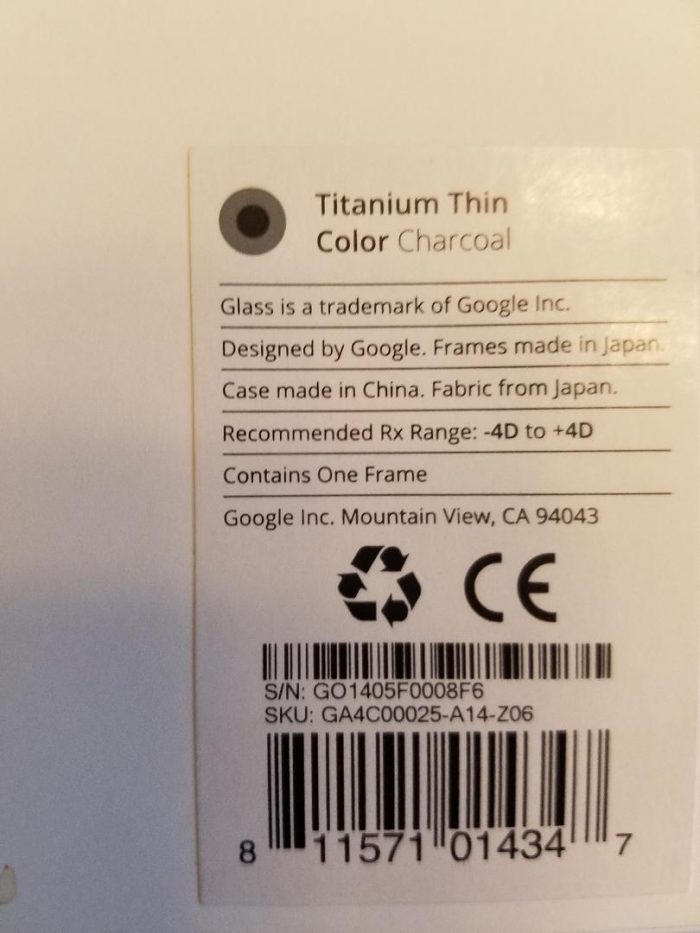 Titanium Thin
Color Charcoal
Glass is a trademark of Google Inc.
Designed by Google. Frames made in Japan.
Case made in China. Fabric from Japan.
Recommended Rx Range: -4D to +4D
Contains One Frame
Google Inc. Mountain View, CA 94043
CE
S/N: GO1405F0008F6
SKU: GA4C00025-A14-Z06
8 11571 01434 7